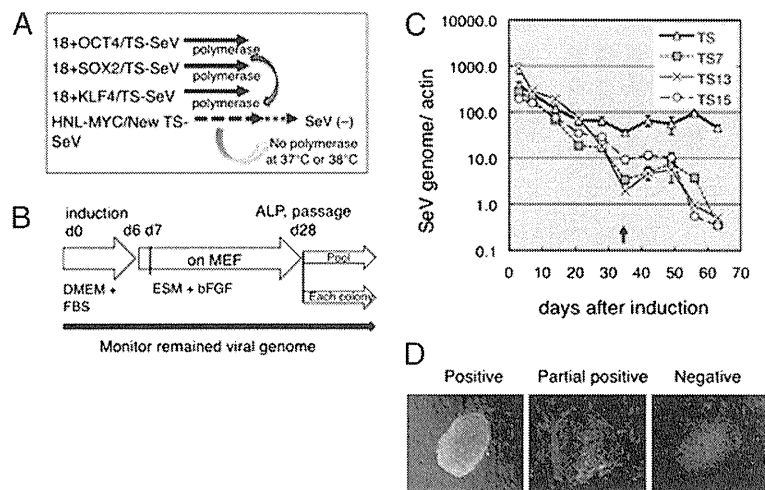 A
18+OCT4/TS-SeV
polymerase
18+SOX2/TS-SeV
polymerase
18+KLF4/TS-SeV
polymerase
HNL-MYC/New TS-
SeV
SeV (–)
No polymerase
at 37°C or 38°C
B
induction
d0
d6 d7
ALP, passage
d28
on MEF
Pool
Each colony
DMEM +
FBS
ESM + bFGF
Monitor remained viral genome
C
SeV genome/ actin
10000.0
1000.0
100.0
10.0
1.0
0.1
TS
TS7
TS13
TS15
0 10 20 30 40 50 60 70
days after induction
D
Positive
Partial positive
Negative